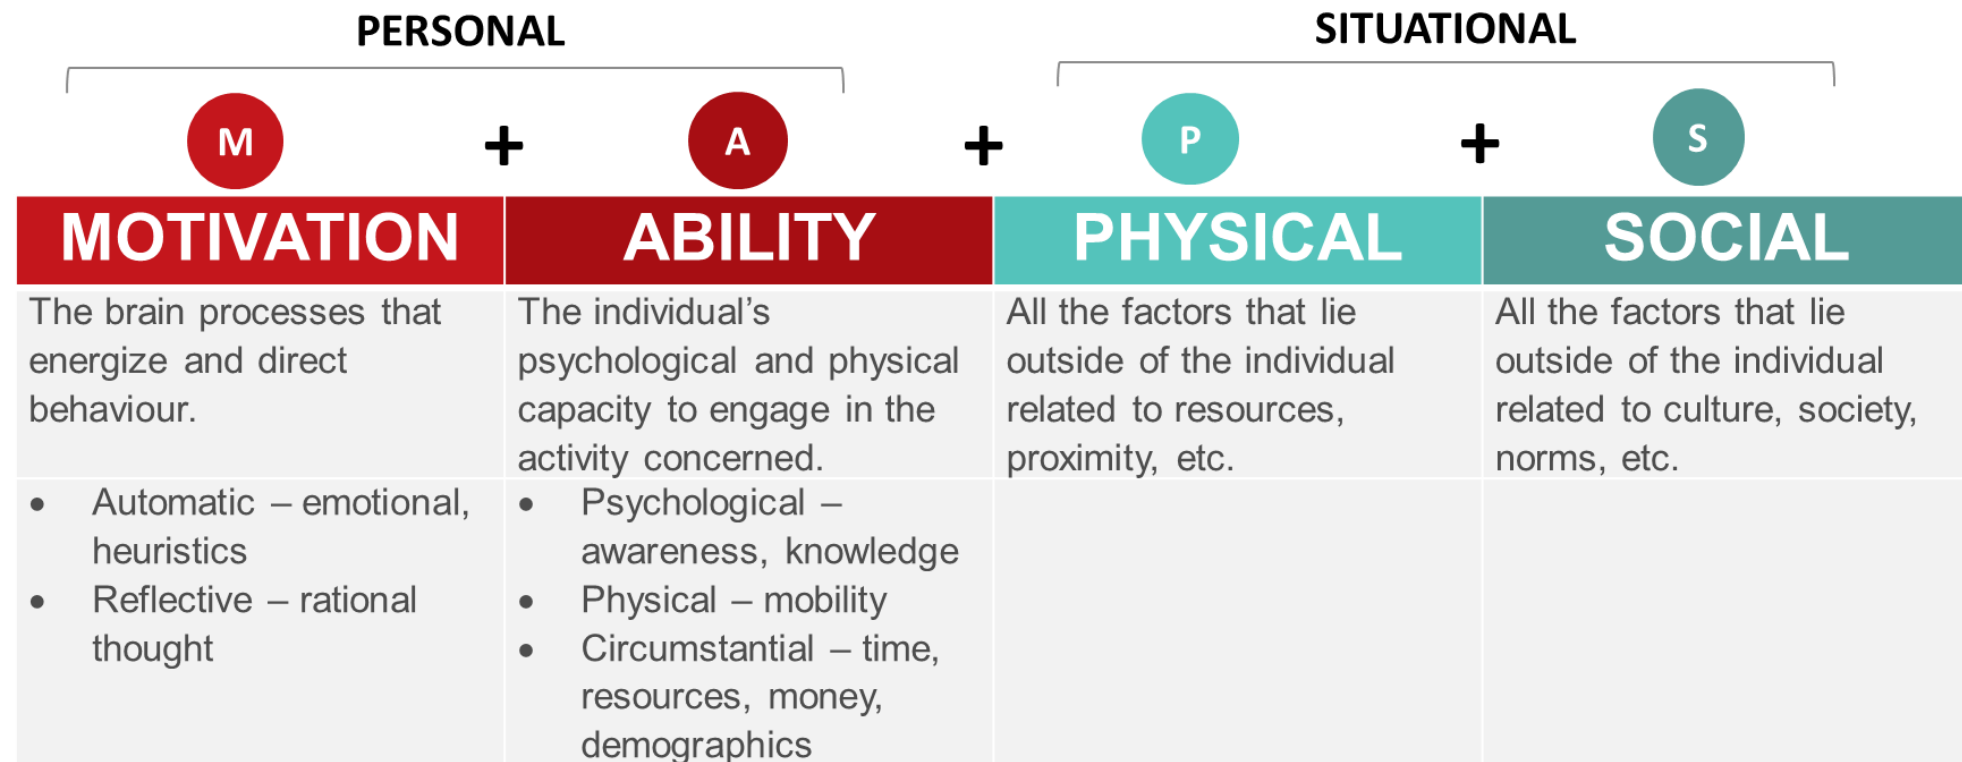 PERSONAL
SITUATIONAL
M + A + P + S
MOTIVATION
ABILITY
PHYSICAL
SOCIAL
The brain processes that
energize and direct
behaviour.
The individual’s
psychological and physical
capacity to engage in the
activity concerned.
All the factors that lie
outside of the individual
related to resources,
proximity, etc.
All the factors that lie
outside of the individual
related to culture, society,
norms, etc.
• Automatic – emotional,
heuristics
• Reflective – rational
thought
• Psychological –
awareness, knowledge
• Physical – mobility
• Circumstantial – time,
resources, money,
demographics